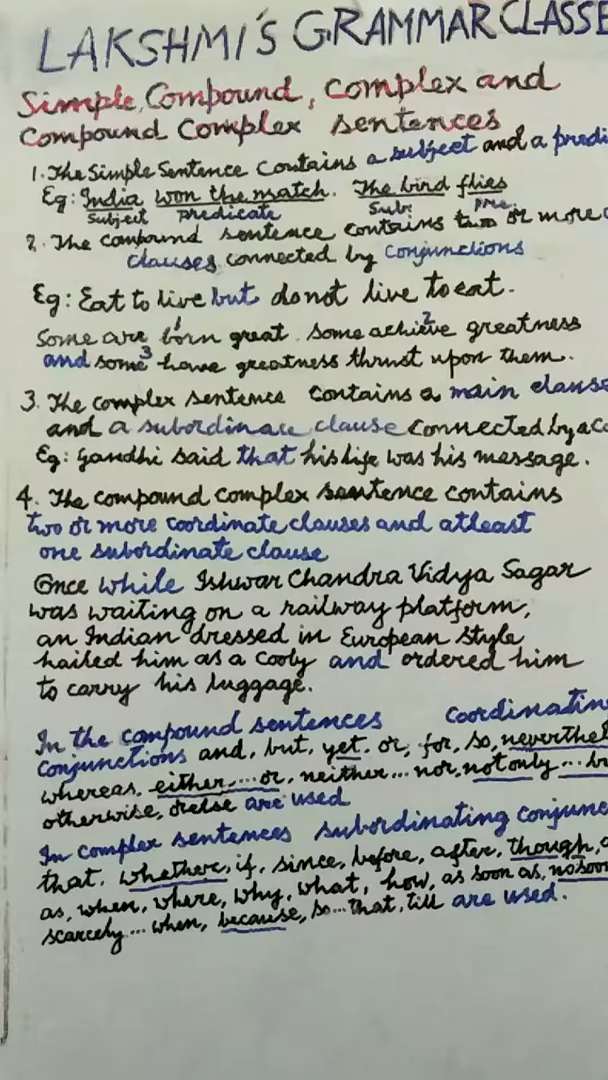 LAKSHMI'S GRAMMAR CLASSE
Simple, Compound, Complex and
Compound Complex sentences
1. The Simple Sentence contains a subject and a predi
Eg: India won the match. The bird flies
Subject predicate Subj pre.
2. The compound sentence contains two or more
clauses connected by conjunctions
Eg: Eat to live but do not live to eat.
1 2
Some are born great some achieve greatness
3
and some have greatness thrust upon them.
3. The complex sentence contains a main clause
and a subordinate clause connected by a co
Eg: Gandhi said that his life was his message.
4. The compound complex sentence contains
two or more coordinate clauses and atleast
one subordinate clause
Once while Ishwar Chandra Vidya Sagar
was waiting on a railway platform,
an Indian dressed in European style
hailed him as a cooly and ordered him
to carry his luggage.
In the compound sentences coordinatin
conjunctions and, but, yet, or, for, so, neverthel
whereas, either...or, neither... nor, not only ... b
otherwise, orelse are used
In complex sentences subordinating conjunc
that, whether, if, since, before, after, though,
as, when, where, why, what, how, as soon as, no soon
scarcely... when, because, so...that, till are used.